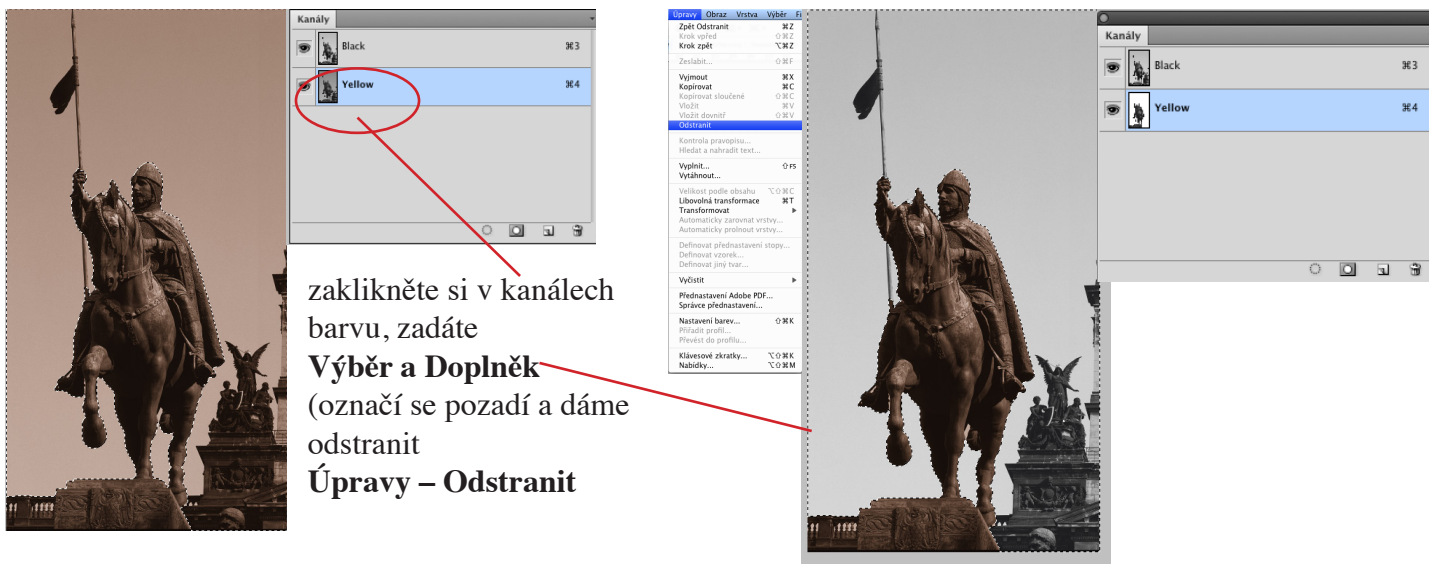 Kanály
Black ⌘3
Yellow ⌘4
zaklikněte si v kanálech
barvu, zadáte
Výběr a Doplněk
(označí se pozadí a dáme
odstranit
Úpravy – Odstranit
Úpravy Obraz Vrstva Výběr Fi
Zpět Odstranit ⌘Z
Krok vpřed ⇧⌘Z
Krok zpět ⌥⌘Z
Zeslabit... ⇧⌘F
Vyjmout ⌘X
Kopírovat ⌘C
Kopírovat sloučené ⇧⌘C
Vložit ⌘V
Vložit dovnitř ⇧⌘V
Odstranit
Kontrola pravopisu...
Hledat a nahradit text...
Vyplnit... ⇧F5
Vytáhnout...
Velikost podle obsahu ⌥⇧⌘C
Libovolná transformace ⌘T
Transformovat
Automaticky zarovnat vrstvy...
Automaticky prolnout vrstvy...
Definovat přednastavení stopy...
Definovat vzorek...
Definovat jiný tvar...
Vyčistit
Přednastavení Adobe PDF...
Správce přednastavení...
Nastavení barev... ⇧⌘K
Přiřadit profil...
Převést do profilu...
Klávesové zkratky... ⌥⇧⌘K
Nabídky... ⌥⇧⌘M
Kanály
Black ⌘3
Yellow ⌘4